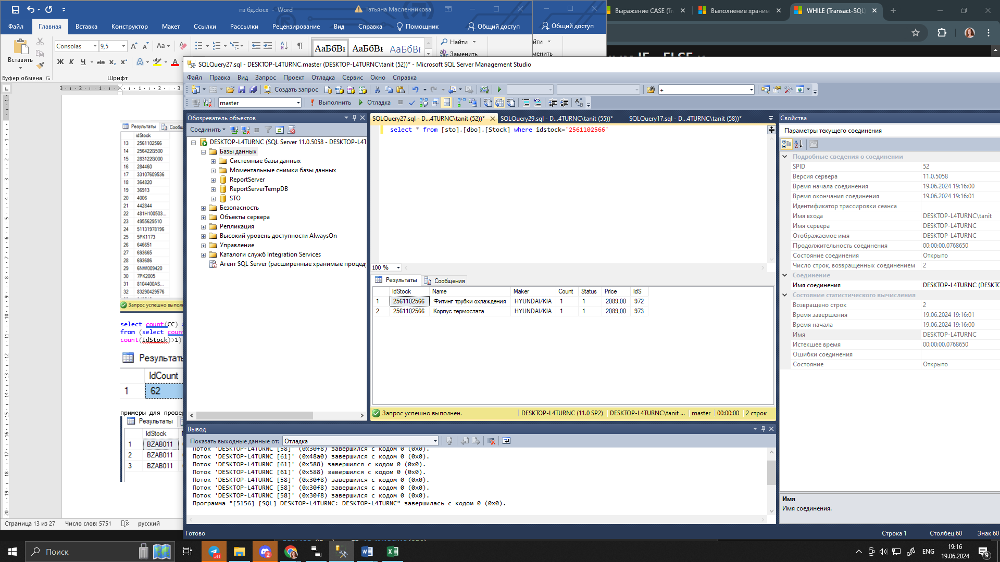 пз бд.docx - Word
Татьяна Масленникова
Выполнение храним
WHILE (Transact-SQL)
Файл Главная Вставка Конструктор Макет Ссылки Рассылки Рецензирование Вид Справка Помощник Общий доступ
Общий доступ
Consolas 9,5 Aa
Вставить
Ж К Ч abc x₂ x²
Буфер обмена
Шрифт
АаБбВв АаБбВв АаБбВ
Найти
Заменить
SQLQuery27.sql - DESKTOP-L4TURNC.master (DESKTOP-L4TURNC\tanit (52))* - Microsoft SQL Server Management Studio
Файл Правка Вид Запрос Проект Отладка Сервис Окно Справка
Создать запрос
+
master
Выполнить
Отладка
Обозреватель объектов
Соединить
DESKTOP-L4TURNC (SQL Server 11.0.5058 - DESKTOP-L4T
Базы данных
Системные базы данных
Моментальные снимки базы данных
ReportServer
ReportServerTempDB
STO
Безопасность
Объекты сервера
Репликация
Высокий уровень доступности AlwaysOn
Управление
Каталоги служб Integration Services
Агент SQL Server (расширенные хранимые процед
SQLQuery27.sql - D...4TURNC\tanit (52))*
SQLQuery29.sql - D...4TURNC\tanit (55))*
SQLQuery17.sql - D...4TURNC\tanit (58))*
select * from [sto].[dbo].[Stock] where idstock='2561102566'
100 %
Результаты Сообщения
IdStock Name Maker Count Status Price IdS
1 2561102566 Фитинг трубки охлаждения HYUNDAI/KIA 1 1 2089,00 972
2 2561102566 Корпус термостата HYUNDAI/KIA 1 1 2089,00 973
Запрос успешно выполнен.
DESKTOP-L4TURNC (11.0 SP2) DESKTOP-L4TURNC\tanit ... master 00:00:00 2 строк
Вывод
Показать выходные данные от: Отладка
Поток 'DESKTOP-L4TURNC [58]' (0x30f8) завершился с кодом 0 (0x0).
Поток 'DESKTOP-L4TURNC [61]' (0x48a0) завершился с кодом 0 (0x0).
Поток 'DESKTOP-L4TURNC [61]' (0x588) завершился с кодом 0 (0x0).
Поток 'DESKTOP-L4TURNC [61]' (0x588) завершился с кодом 0 (0x0).
Поток 'DESKTOP-L4TURNC [58]' (0x30f8) завершился с кодом 0 (0x0).
Поток 'DESKTOP-L4TURNC [58]' (0x30f8) завершился с кодом 0 (0x0).
Поток 'DESKTOP-L4TURNC [58]' (0x30f8) завершился с кодом 0 (0x0).
Программа "[5156] [SQL] DESKTOP-L4TURNC: DESKTOP-L4TURNC" завершилась с кодом 0 (0x0).
Готово
Строка 1 Столбец 60 Знак 60
Свойства
Параметры текущего соединения
Подробные сведения о соединении
SPID 52
Версия сервера 11.0.5058
Время начала соединения 19.06.2024 19:16:00
Время окончания соединения 19.06.2024 19:16:01
Идентификатор трассировки сеанса
Имя входа DESKTOP-L4TURNC\tanit
Имя сервера DESKTOP-L4TURNC
Отображаемое имя DESKTOP-L4TURNC
Продолжительность соединения 00:00:00.0768650
Состояние соединения Открыто
Число строк, возвращенных соединением 2
Соединение
Имя соединения DESKTOP-L4TURNC (DESKTO
Состояние статистического вычисления
Возвращено строк 2
Время завершения 19.06.2024 19:16:01
Время начала 19.06.2024 19:16:00
Имя DESKTOP-L4TURNC
Истекшее время 00:00:00.0768650
Ошибки соединения
Состояние Открыто
Имя
Имя соединения.
Результаты Сообщ
idStock
13 2561102566
14 256422G500
15 283122G000
16 284460
17 33107609536
18 364820
19 36913
20 4006
21 442844
22 481H100503...
23 4955629510
24 51131978196
25 5PK1173
26 646651
27 693665
28 693686
29 6NW009420
30 7PK2005
31 8104400AS...
32 83290429576
Запрос успешно выполн
select count(CC)
from (select count
count(IdStock)>1)
Результаты
IdCount
1 62
примеры для провер
Результаты
IdStock
1 BZAB011
2 BZAB011
3 BZAB011
Страница 13 из 27 Число слов: 5751 русский
Поиск
ENG
19:16
19.06.2024